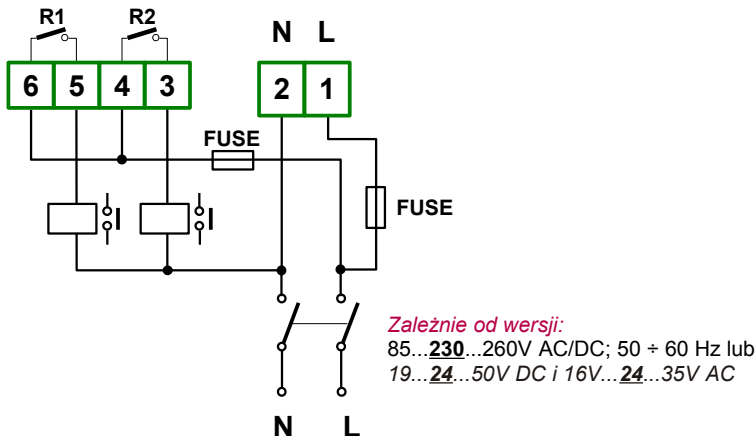 R1 R2
N L
6 5 4 3 2 1
FUSE
FUSE
Zależnie od wersji:
85...230...260V AC/DC; 50 ÷ 60 Hz lub
19...24...50V DC i 16V...24...35V AC
N L